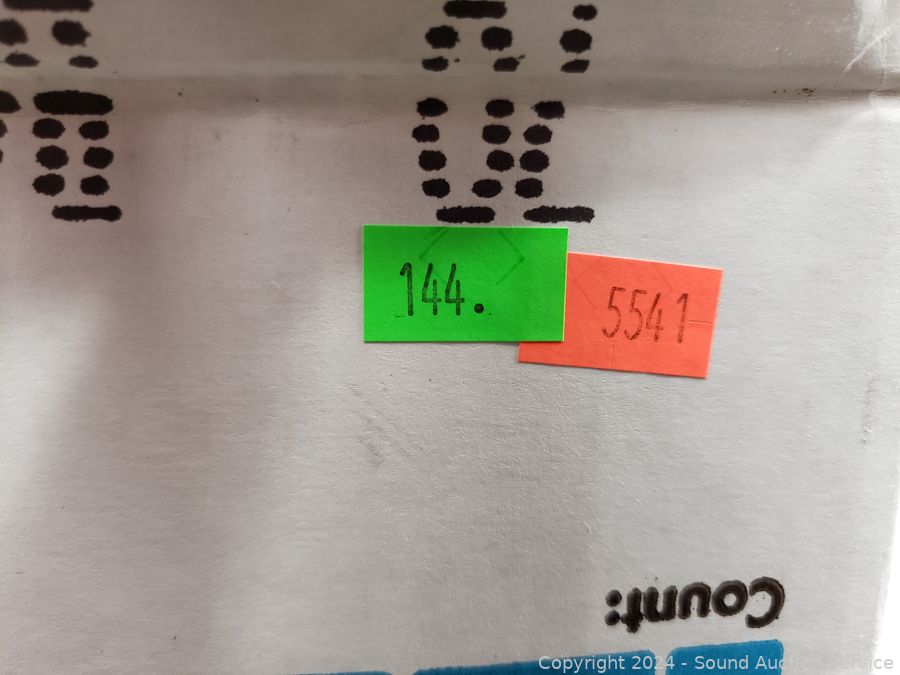 144.
5541
Count:
Copyright 2024 - Sound Auction Service